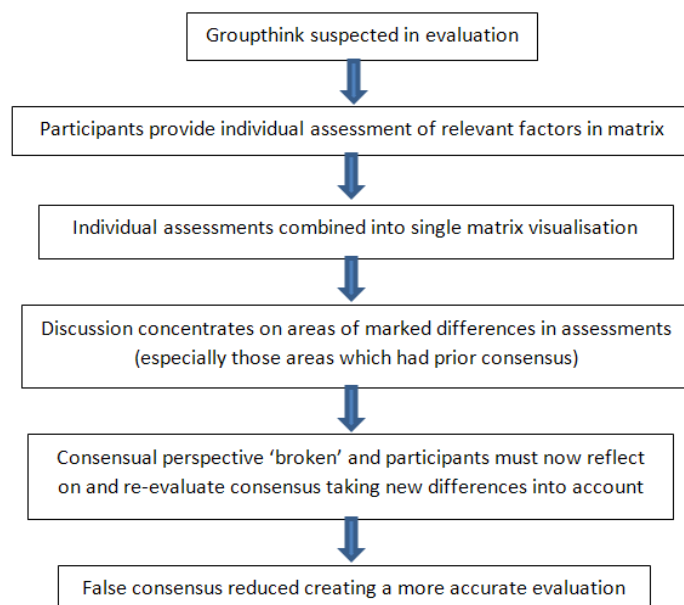 Groupthink suspected in evaluation
Participants provide individual assessment of relevant factors in matrix
Individual assessments combined into single matrix visualisation
Discussion concentrates on areas of marked differences in assessments
(especially those areas which had prior consensus)
Consensual perspective ‘broken’ and participants must now reflect
on and re-evaluate consensus taking new differences into account
False consensus reduced creating a more accurate evaluation